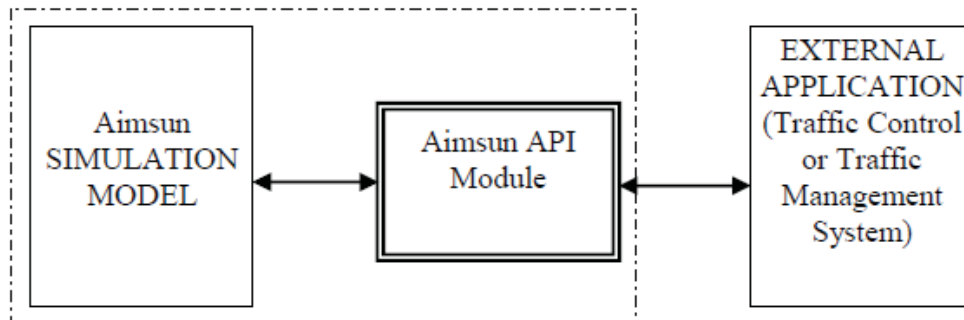 Aimsun
SIMULATION
MODEL
Aimsun API
Module
EXTERNAL
APPLICATION
(Traffic Control
or Traffic
Management
System)